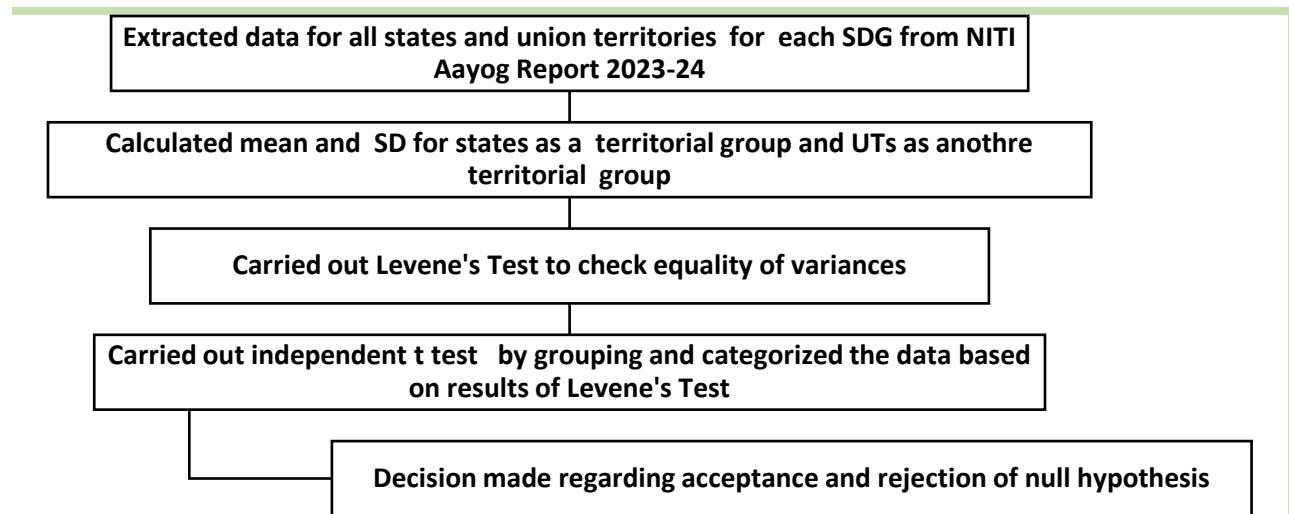 Extracted data for all states and union territories for each SDG from NITI
Aayog Report 2023-24
Calculated mean and SD for states as a territorial group and UTs as anothre
territorial group
Carried out Levene's Test to check equality of variances
Carried out independent t test by grouping and categorized the data based
on results of Levene's Test
Decision made regarding acceptance and rejection of null hypothesis